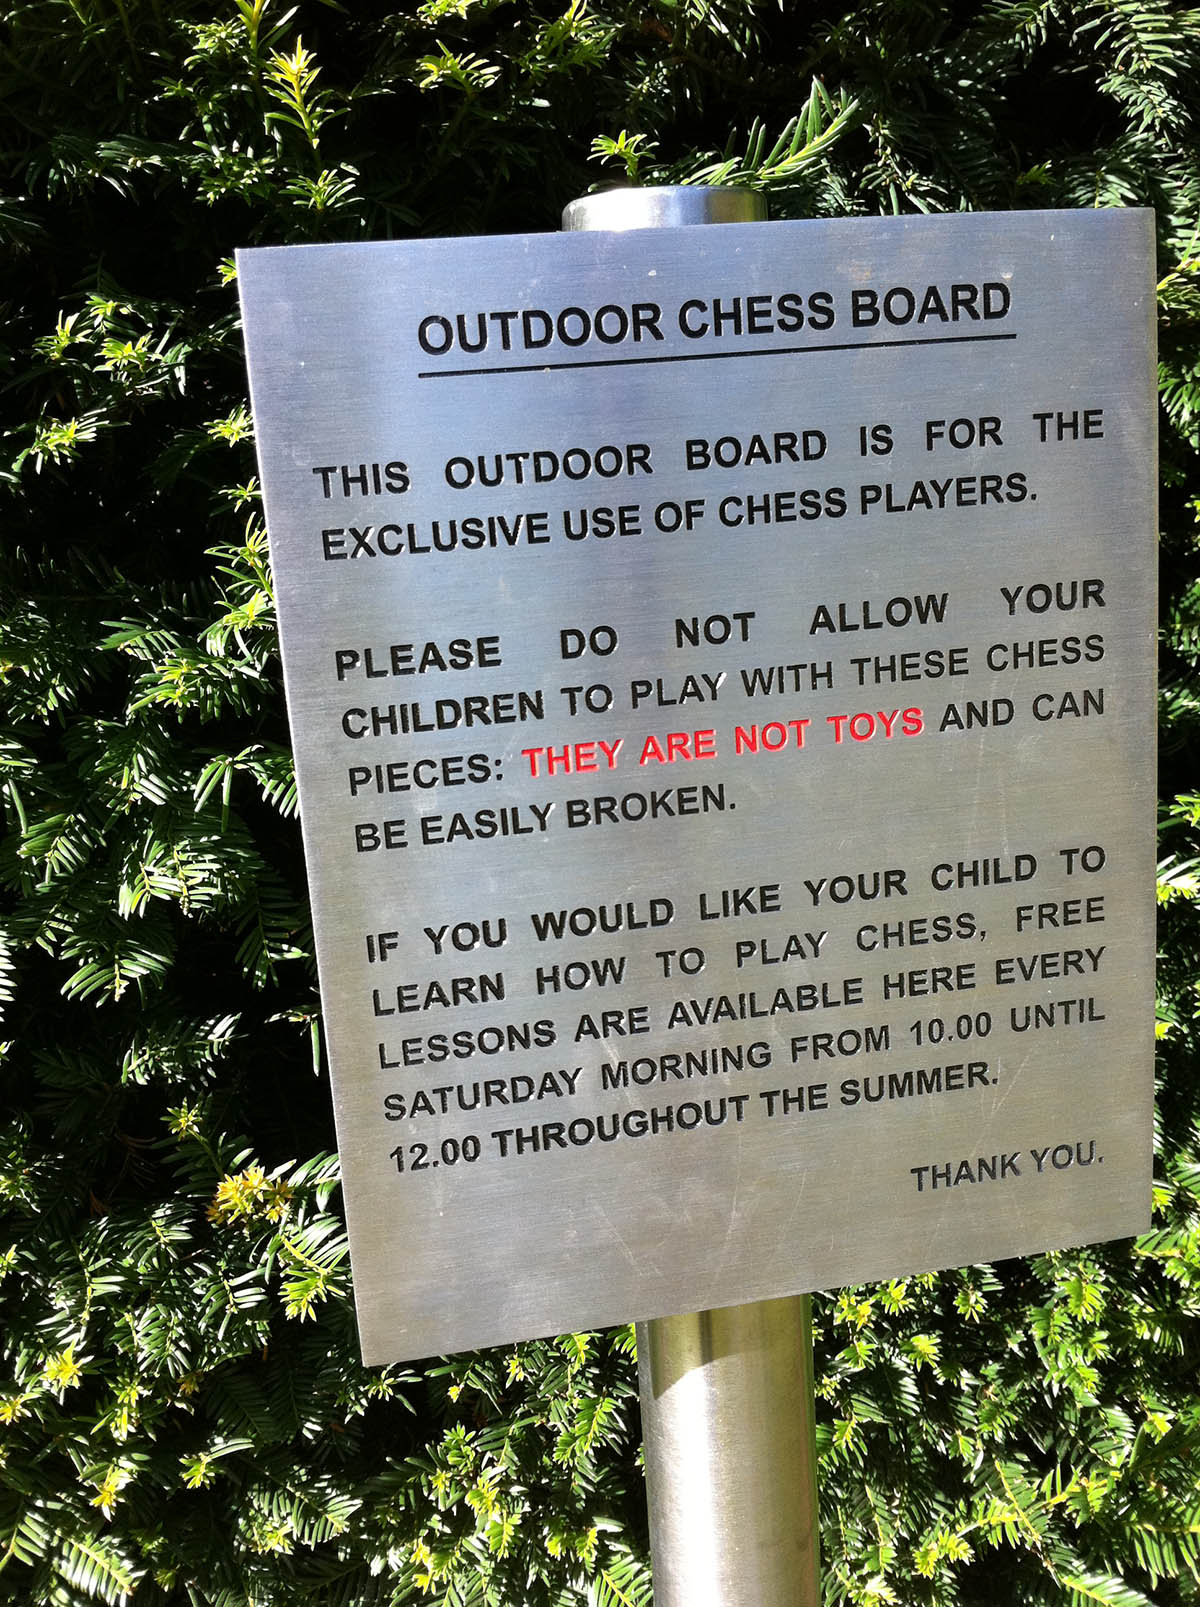 OUTDOOR CHESS BOARD
THIS OUTDOOR BOARD IS FOR THE
EXCLUSIVE USE OF CHESS PLAYERS.
PLEASE DO NOT ALLOW YOUR
CHILDREN TO PLAY WITH THESE CHESS
PIECES: THEY ARE NOT TOYS AND CAN
BE EASILY BROKEN.
IF YOU WOULD LIKE YOUR CHILD TO
LEARN HOW TO PLAY CHESS, FREE
LESSONS ARE AVAILABLE HERE EVERY
SATURDAY MORNING FROM 10.00 UNTIL
12.00 THROUGHOUT THE SUMMER.
THANK YOU.